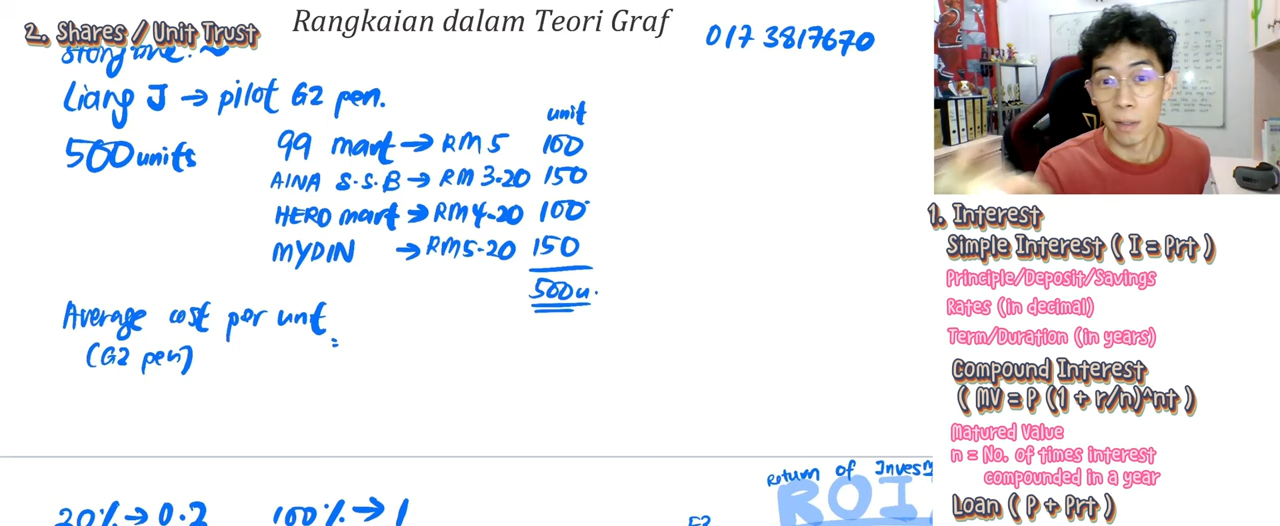 2. Shares / Unit Trust
Rangkaian dalam Teori Graf
017 3817670
Liang J → pilot G2 pen.
500 units
unit
99 mart → RM 5 100
AINA S.S.B → RM 3.20 150
HERO mart → RM 4.20 100
MYDIN → RM 5.20 150
500u.
Average cost per unit =
(G2 pen)
20% → 0.2 100% → 1
Return of Inves
ROI
1. Interest
Simple Interest ( I = Prt )
Principle/Deposit/Savings
Rates (in decimal)
Term/Duration (in years)
Compound Interest
( MV = P (1 + r/n)^nt )
Matured Value
n = No. of times interest
compounded in a year
Loan ( P + Prt )